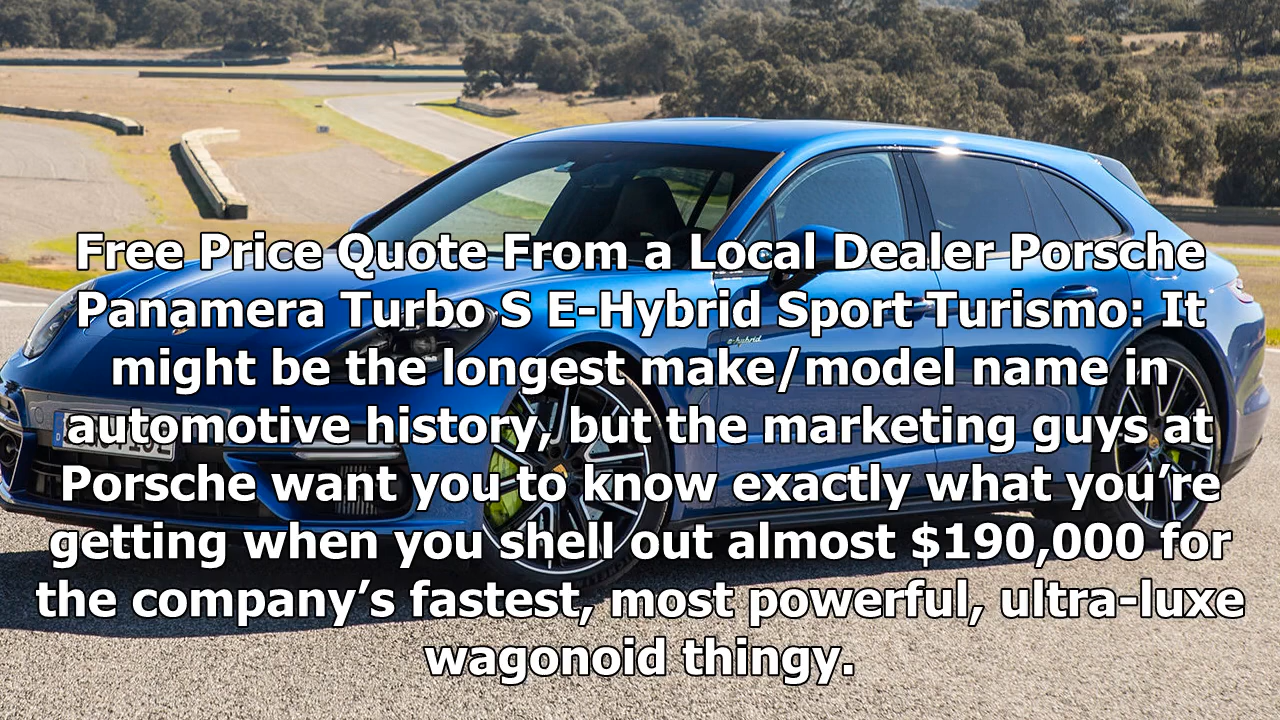 Free Price Quote From a Local Dealer Porsche
Panamera Turbo S E-Hybrid Sport Turismo: It
might be the longest make/model name in
automotive history, but the marketing guys at
Porsche want you to know exactly what you’re
getting when you shell out almost $190,000 for
the company’s fastest, most powerful, ultra-luxe
wagonoid thingy.
e-hybrid